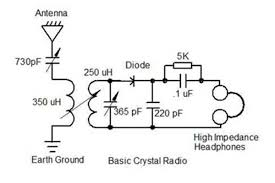 Antenna
730pF
350 uH
250 uH
Diode
5K
.1 uF
365 pF
220 pF
High Impedance
Headphones
Earth Ground
Basic Crystal Radio